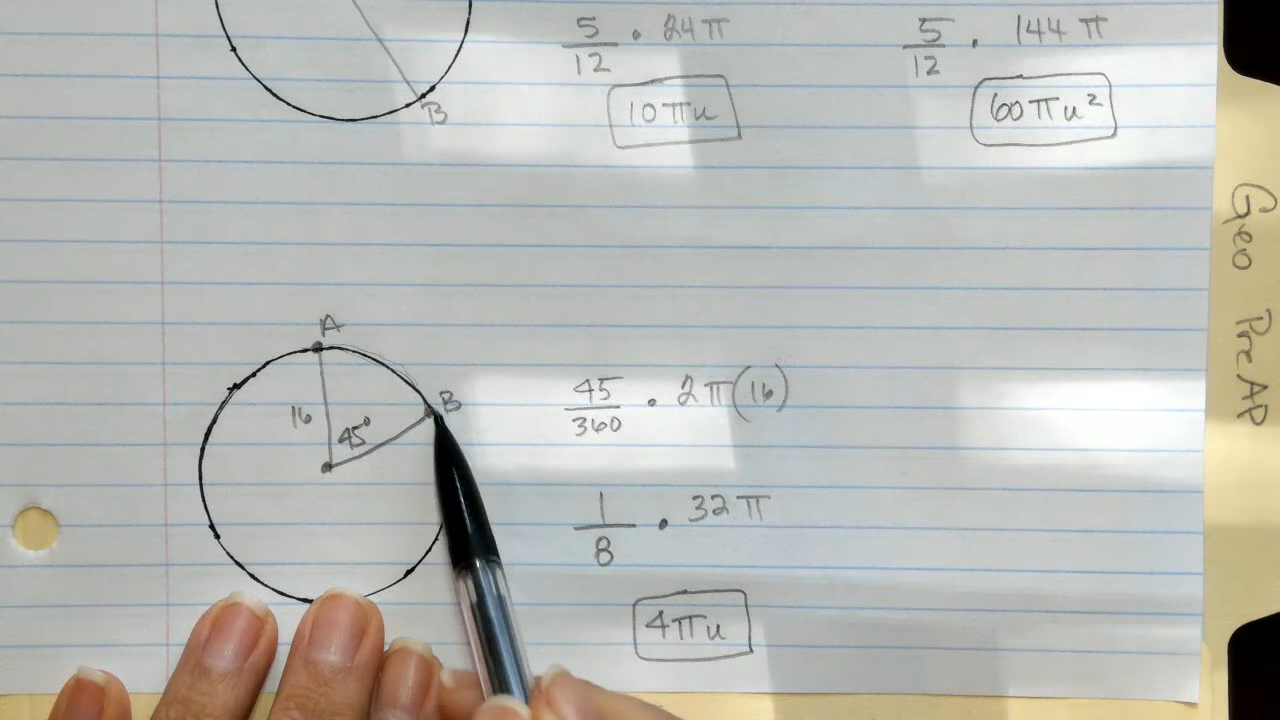 5/12 · 24π
10πu
5/12 · 144π
60πu²
B
A
B
16
45°
45/360 · 2π(16)
1/8 · 32π
4πu
Geo PreAP